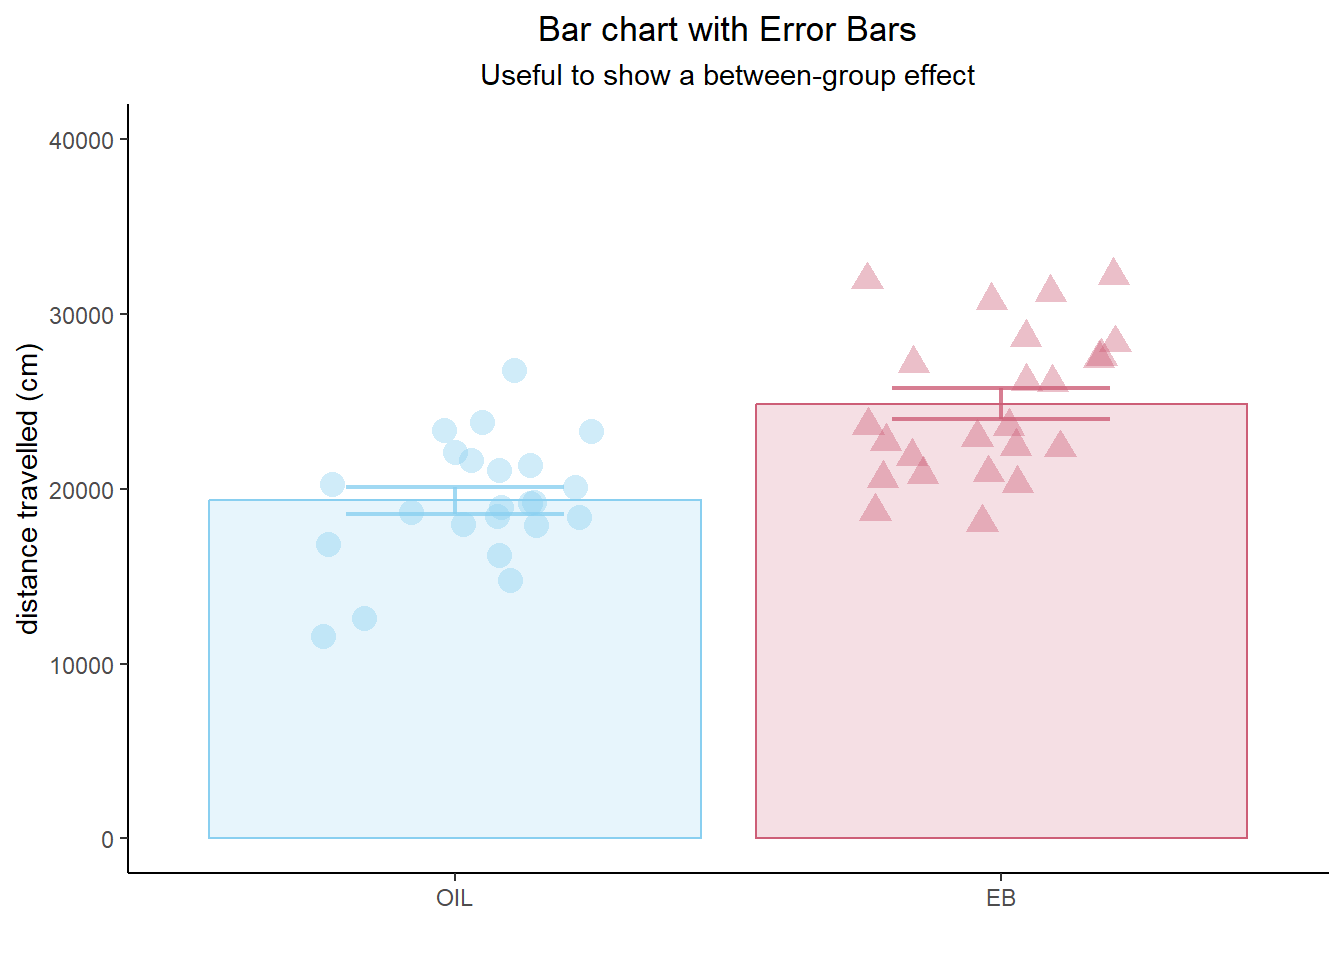 Bar chart with Error Bars
Useful to show a between-group effect
distance travelled (cm)
40000
30000
20000
10000
0
OIL
EB